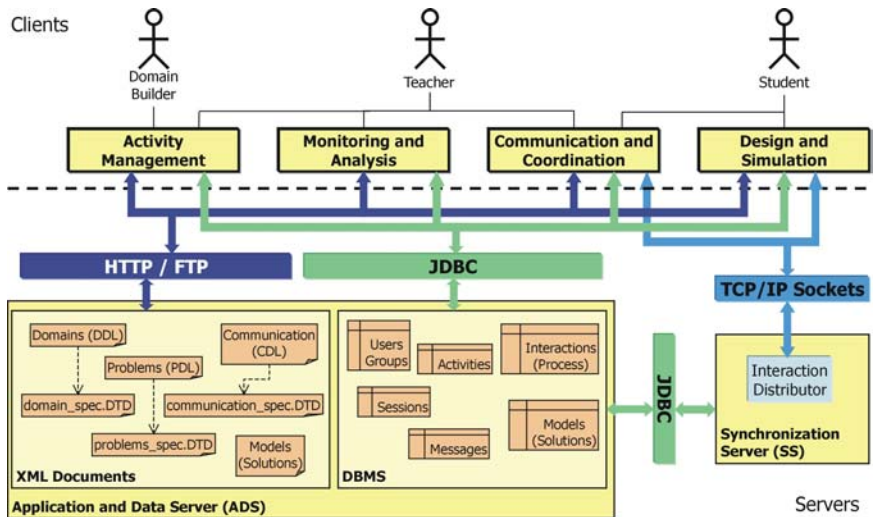 Clients
Domain
Builder
Teacher
Student
Activity
Management
Monitoring and
Analysis
Communication and
Coordination
Design and
Simulation
HTTP / FTP
JDBC
TCP/IP Sockets
Domains (DDL)
Communication
(CDL)
Problems (PDL)
domain_spec.DTD
communication_spec.DTD
problems_spec.DTD
Models
(Solutions)
XML Documents
Users
Groups
Activities
Interactions
(Process)
Sessions
Messages
Models
(Solutions)
DBMS
JDBC
Interaction
Distributor
Synchronization
Server (SS)
Application and Data Server (ADS)
Servers